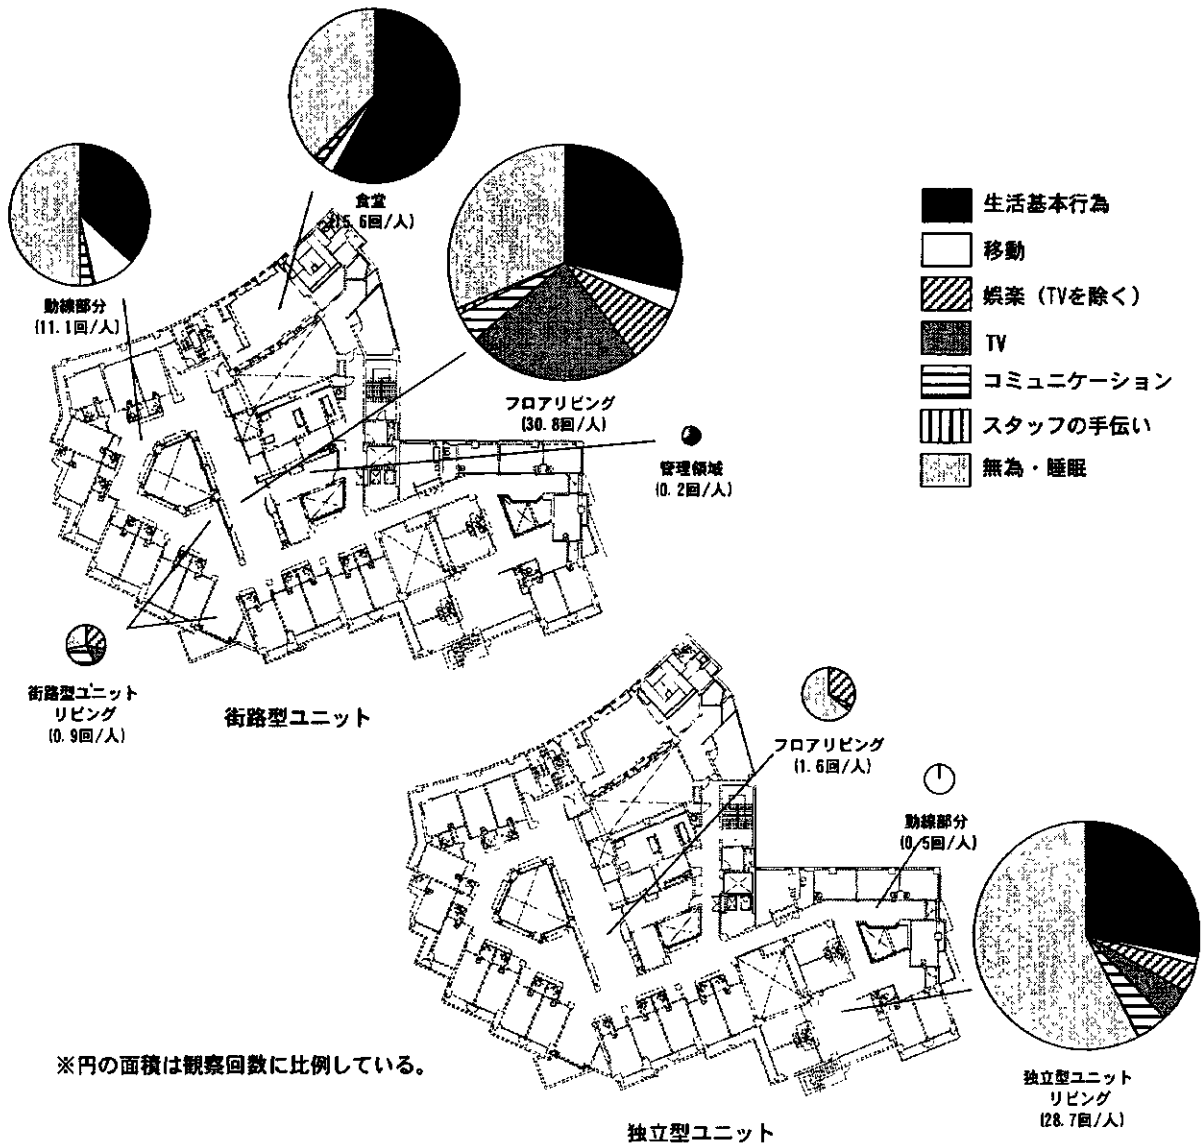 食堂
(15.6回/人)
動線部分
(11.1回/人)
フロアリビング
(30.8回/人)
管理領域
(0.2回/人)
生活基本行為
移動
娯楽（TVを除く）
TV
コミュニケーション
スタッフの手伝い
無為・睡眠
街路型ユニット
リビング
(0.9回/人)
街路型ユニット
フロアリビング
(1.6回/人)
動線部分
(0.5回/人)
独立型ユニット
リビング
(28.7回/人)
※円の面積は観察回数に比例している。
独立型ユニット